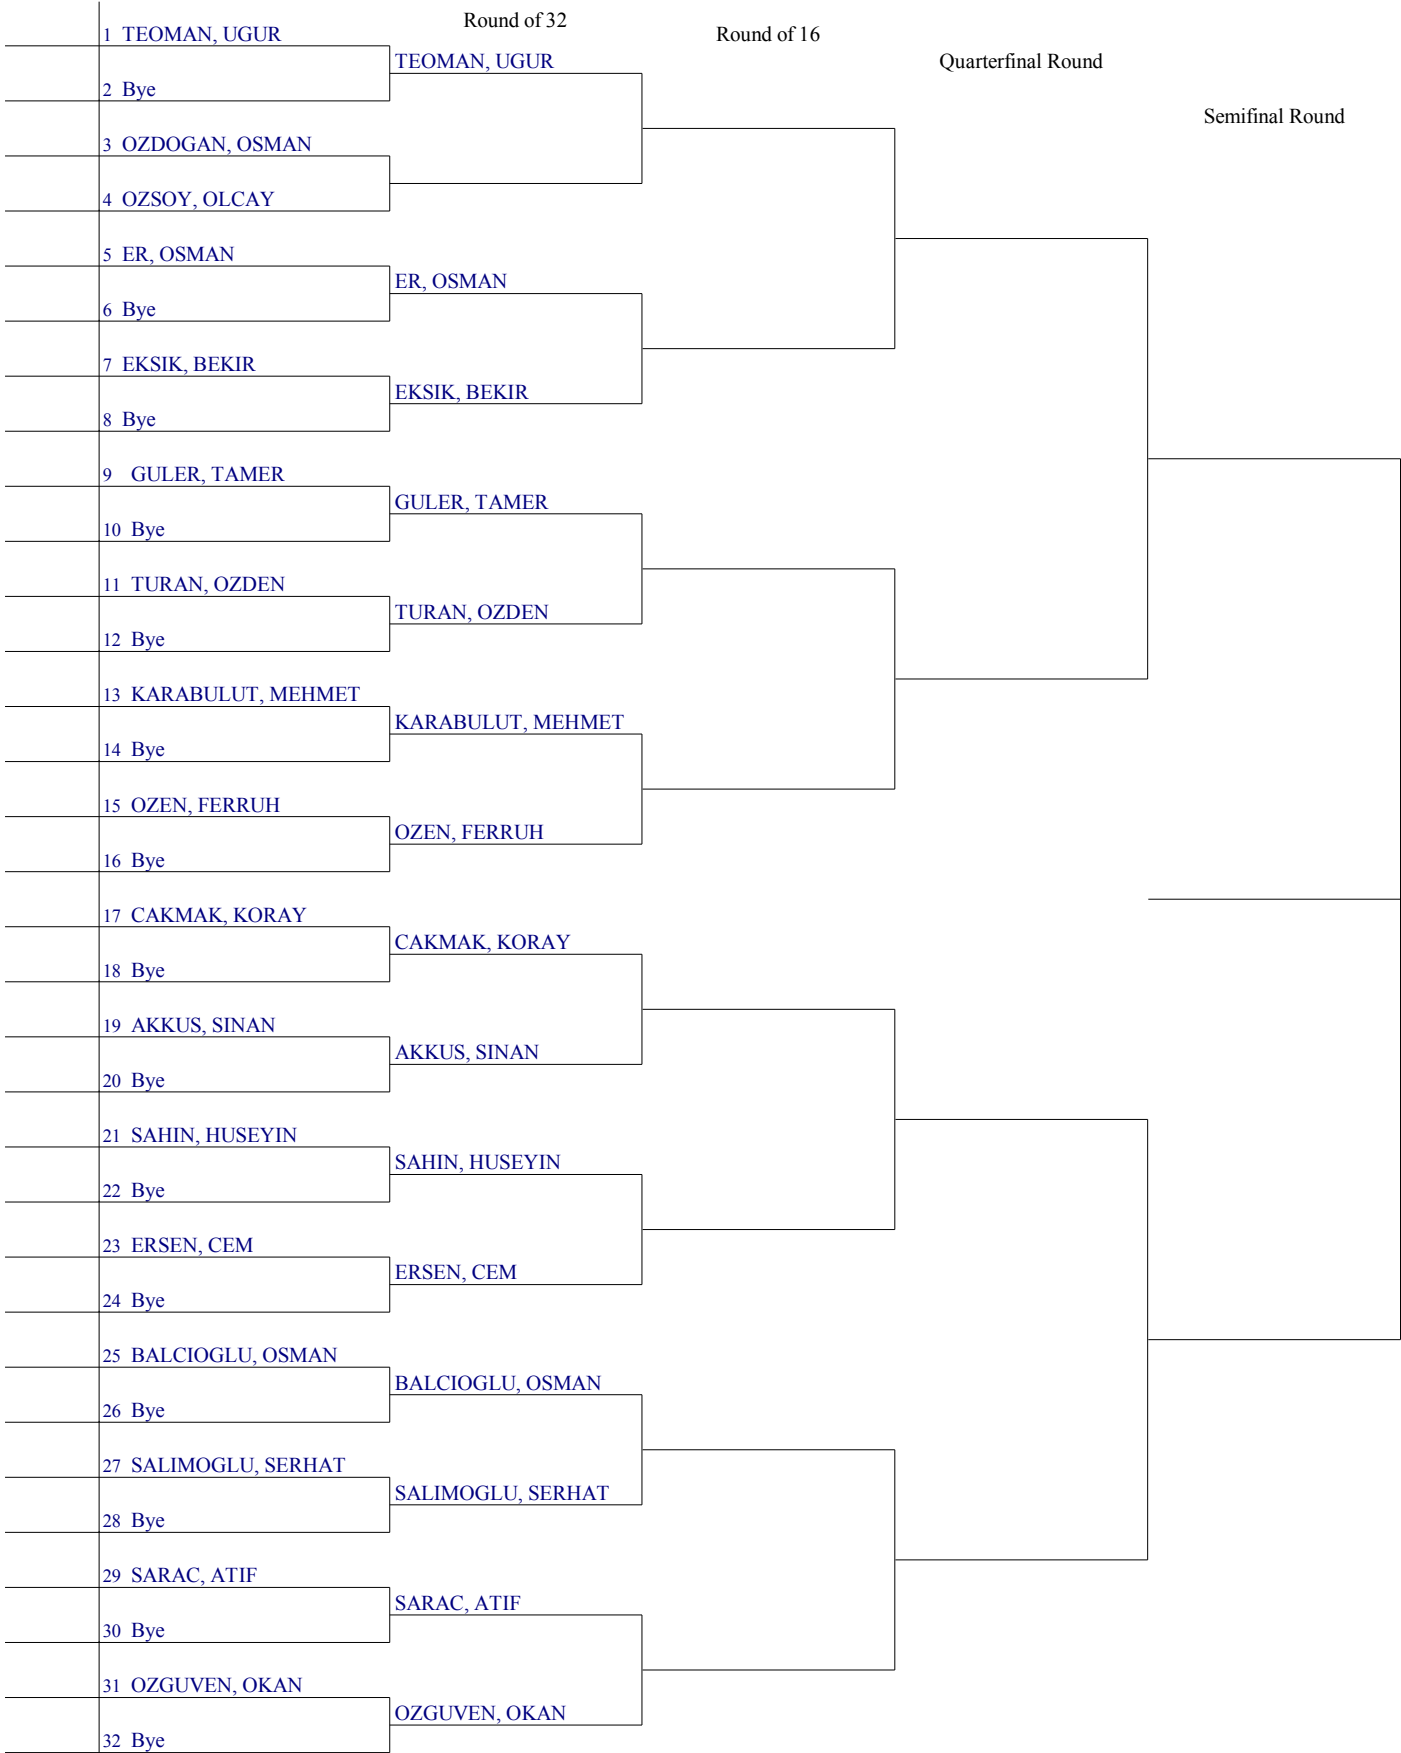 Round of 32
Round of 16
Quarterfinal Round
Semifinal Round
1 TEOMAN, UGUR
TEOMAN, UGUR
2 Bye
3 OZDOGAN, OSMAN
4 OZSOY, OLCAY
5 ER, OSMAN
ER, OSMAN
6 Bye
7 EKSIK, BEKIR
EKSIK, BEKIR
8 Bye
9 GULER, TAMER
GULER, TAMER
10 Bye
11 TURAN, OZDEN
TURAN, OZDEN
12 Bye
13 KARABULUT, MEHMET
KARABULUT, MEHMET
14 Bye
15 OZEN, FERRUH
OZEN, FERRUH
16 Bye
17 CAKMAK, KORAY
CAKMAK, KORAY
18 Bye
19 AKKUS, SINAN
AKKUS, SINAN
20 Bye
21 SAHIN, HUSEYIN
SAHIN, HUSEYIN
22 Bye
23 ERSEN, CEM
ERSEN, CEM
24 Bye
25 BALCIOGLU, OSMAN
BALCIOGLU, OSMAN
26 Bye
27 SALIMOGLU, SERHAT
SALIMOGLU, SERHAT
28 Bye
29 SARAC, ATIF
SARAC, ATIF
30 Bye
31 OZGUVEN, OKAN
OZGUVEN, OKAN
32 Bye